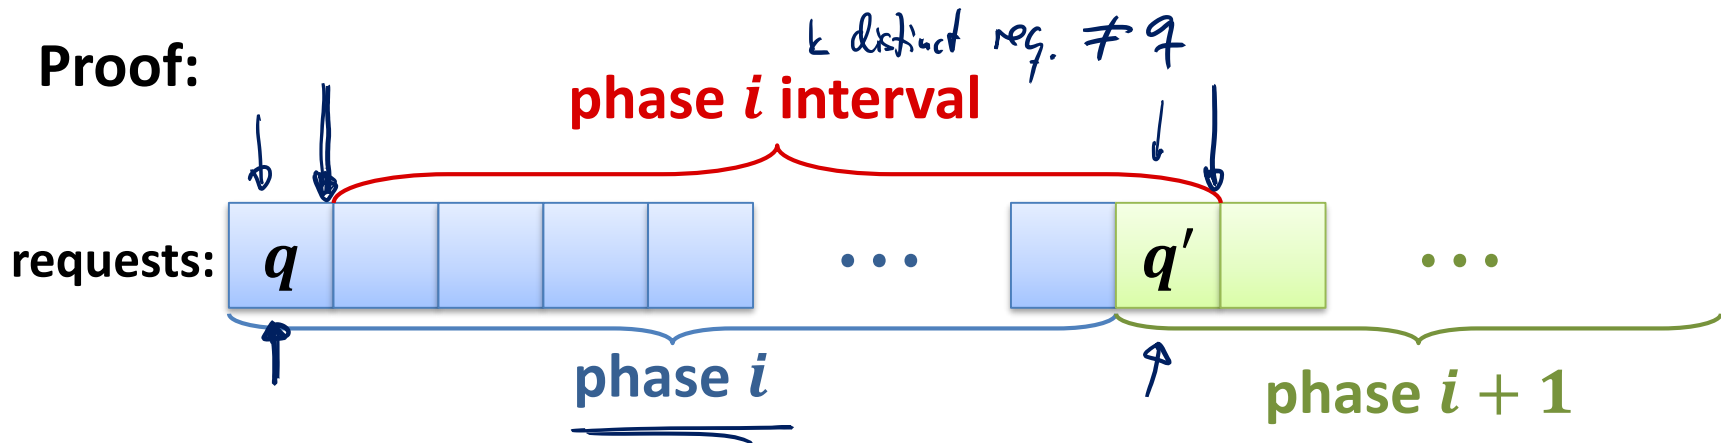 k distinct req. ≠ q
Proof:
phase i interval
requests: q ... q′ ...
phase i
phase i + 1